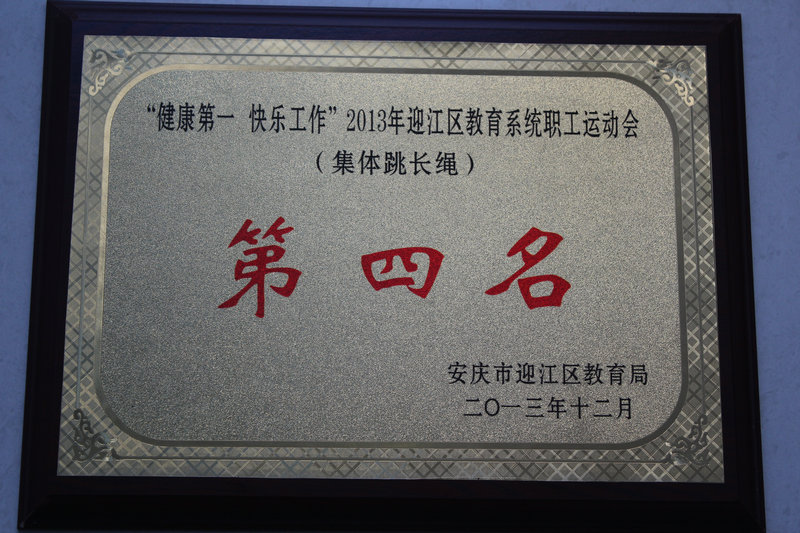 “健康第一 快乐工作”2013年迎江区教育系统职工运动会
（集体跳长绳）
第四名
安庆市迎江区教育局
二〇一三年十二月